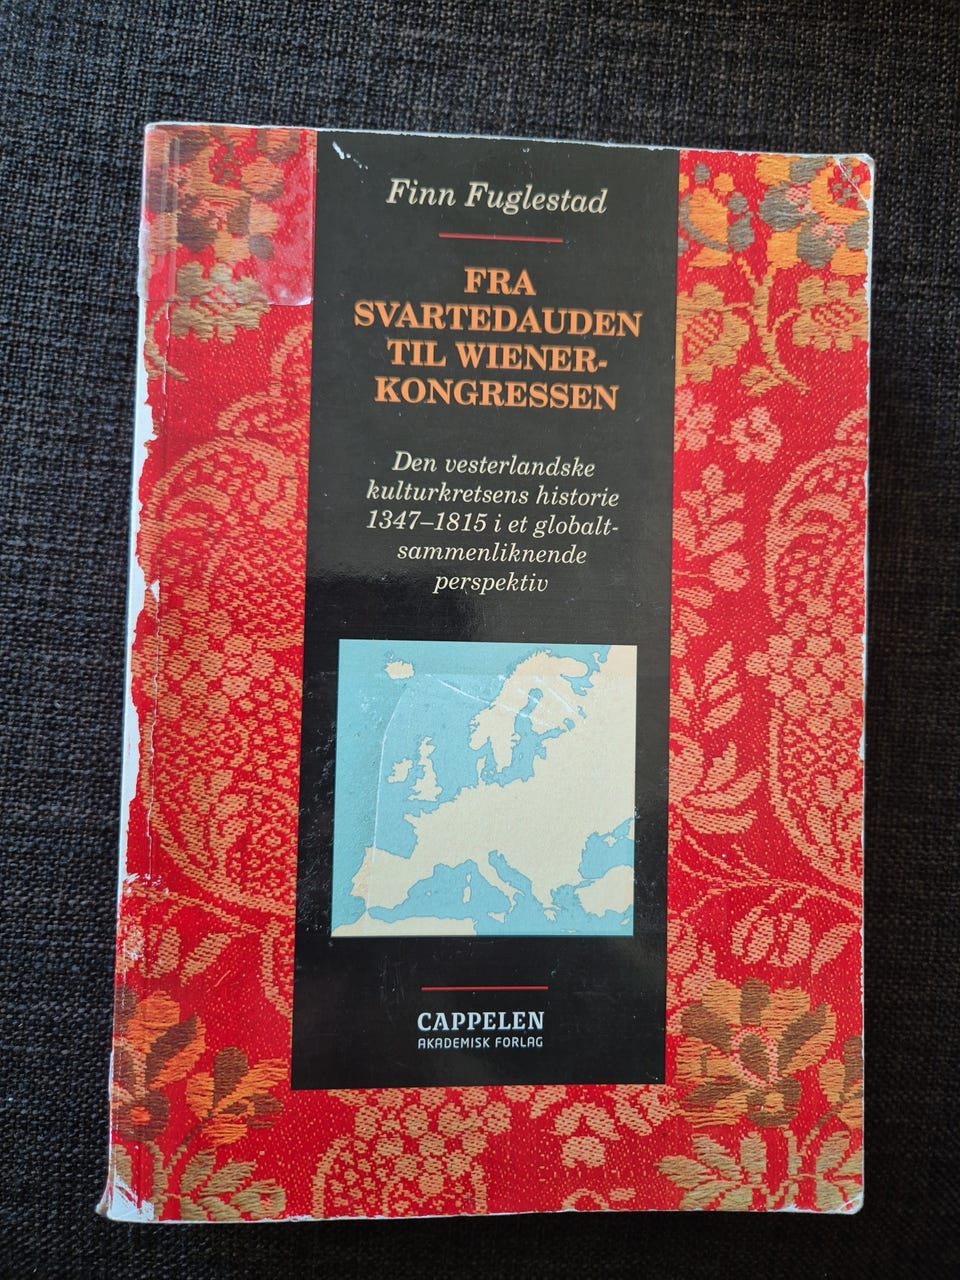 Finn Fuglestad
FRA
SVARTEDAUDEN
TIL WIENER-
KONGRESSEN
Den vesterlandske
kulturkretsens historie
1347–1815 i et globalt-
sammenliknende
perspektiv
CAPPELEN
AKADEMISK FORLAG